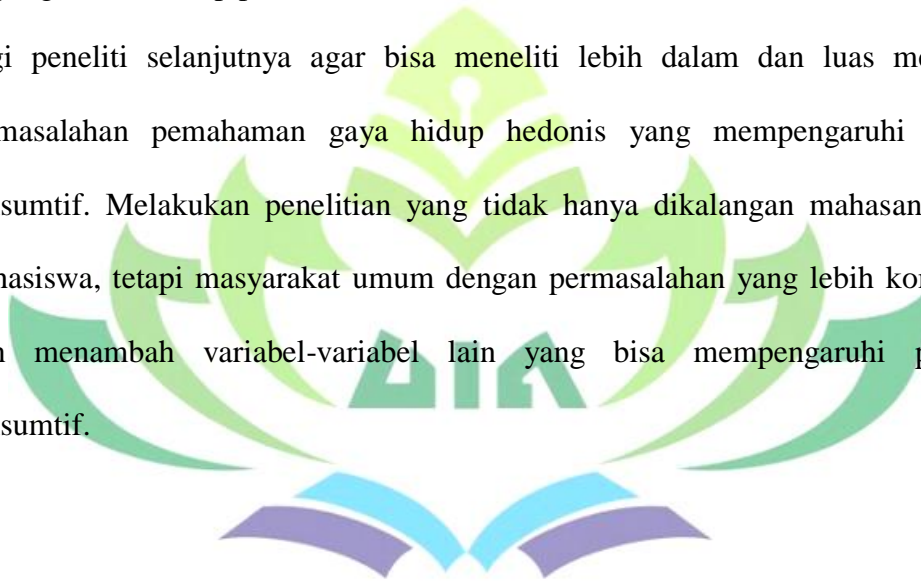 gi peneliti selanjutnya agar bisa meneliti lebih dalam dan luas me
masalahan pemahaman gaya hidup hedonis yang mempengaruhi
sumtif. Melakukan penelitian yang tidak hanya dikalangan mahasan
hasiswa, tetapi masyarakat umum dengan permasalahan yang lebih ko
menambah variabel-variabel lain yang bisa mempengaruhi p
sumtif.